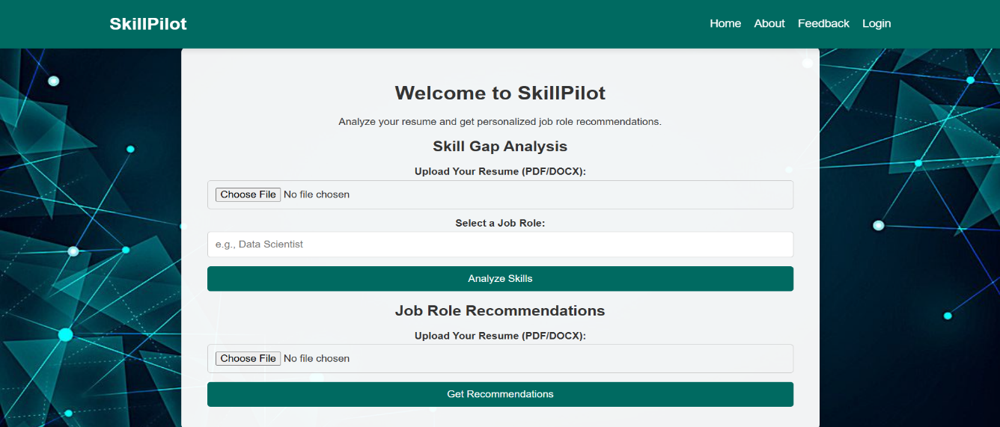 SkillPilot
Home About Feedback Login
Welcome to SkillPilot
Analyze your resume and get personalized job role recommendations.
Skill Gap Analysis
Upload Your Resume (PDF/DOCX):
Choose File No file chosen
Select a Job Role:
e.g., Data Scientist
Analyze Skills
Job Role Recommendations
Upload Your Resume (PDF/DOCX):
Choose File No file chosen
Get Recommendations